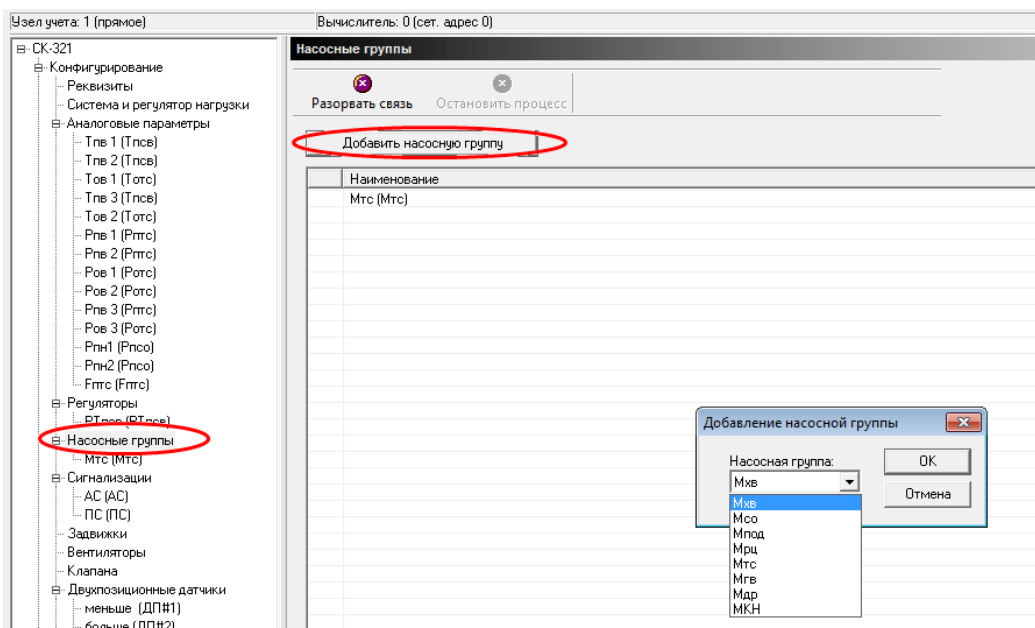 Узел учета: 1 (прямое)
Вычислитель: 0 (сет. адрес 0)
СК-321
Конфигурирование
Реквизиты
Система и регулятор нагрузки
Аналоговые параметры
Тпв 1 (Тпсв)
Тпв 2 (Тпсв)
Тов 1 (Тотс)
Тпв 3 (Тпсв)
Тов 2 (Тотс)
Рпв 1 (Рптс)
Рпв 2 (Рптс)
Ров 1 (Ротс)
Ров 2 (Ротс)
Рпв 3 (Рптс)
Ров 3 (Ротс)
Рпн1 (Рпсо)
Рпн2 (Рпсо)
Fптс (Fптс)
Регуляторы
Насосные группы
Мтс (Мтс)
Сигнализации
АС (АС)
ПС (ПС)
Задвижки
Вентиляторы
Клапана
Двухпозиционные датчики
меньше (ДП#1)
больше (ДП#2)
Насосные группы
Разорвать связь
Остановить процесс
Добавить насосную группу
Наименование
Мтс (Мтс)
Добавление насосной группы
Насосная группа:
Мхв
ОК
Отмена
Мхв
Мсо
Мпод
Мрц
Мтс
Мгв
Мдр
МКН